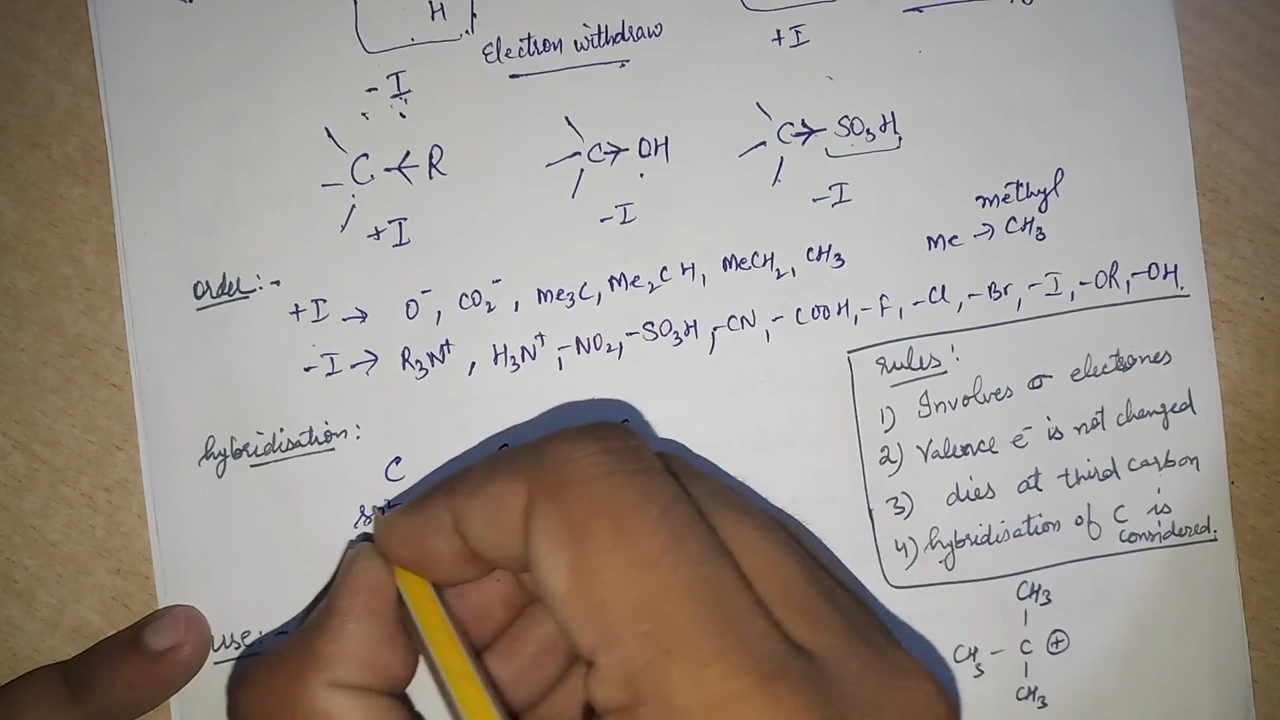 H
Electron withdraw
-I
+I
C R
C OH
C SO3H
+I
-I
-I
methyl
Me → CH3
Order:-
+I → O⁻, CO2⁻, Me3C, Me2CH, MeCH2, CH3
-I → R3N⁺, H3N⁺, -NO2, -SO3H, -CN, -COOH, -F, -Cl, -Br, -I, -OR, -OH.
rules:
1) Involves σ electrones
2) Valence e⁻ is not changed
3) dies at third carbon
4) hybridisation of C is
considered.
hybridisation:
C
use:-
CH3
CH3 - C ⊕
CH3